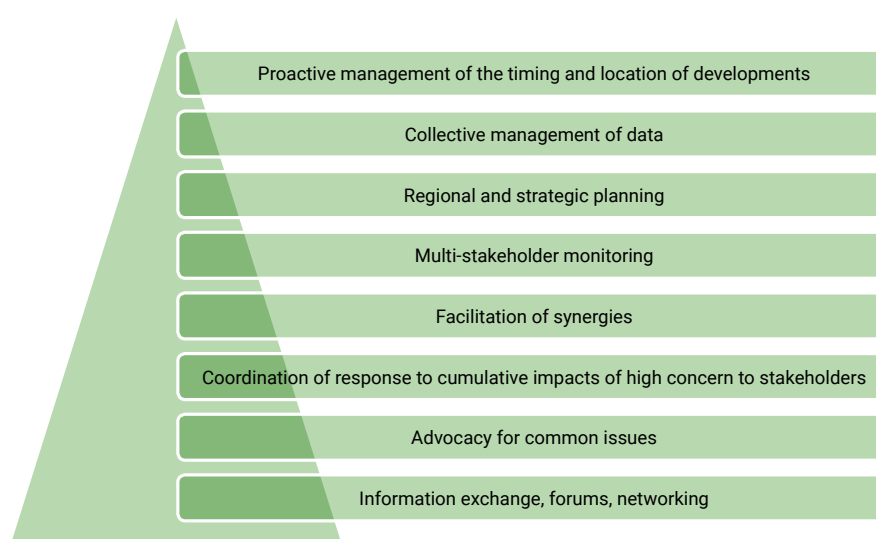 Proactive management of the timing and location of developments
Collective management of data
Regional and strategic planning
Multi-stakeholder monitoring
Facilitation of synergies
Coordination of response to cumulative impacts of high concern to stakeholders
Advocacy for common issues
Information exchange, forums, networking